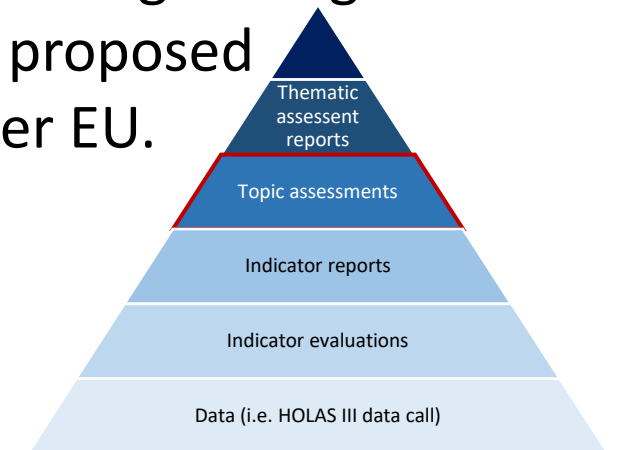 proposed
er EU.
Thematic
assessent
reports
Topic assessments
Indicator reports
Indicator evaluations
Data (i.e. HOLAS III data call)